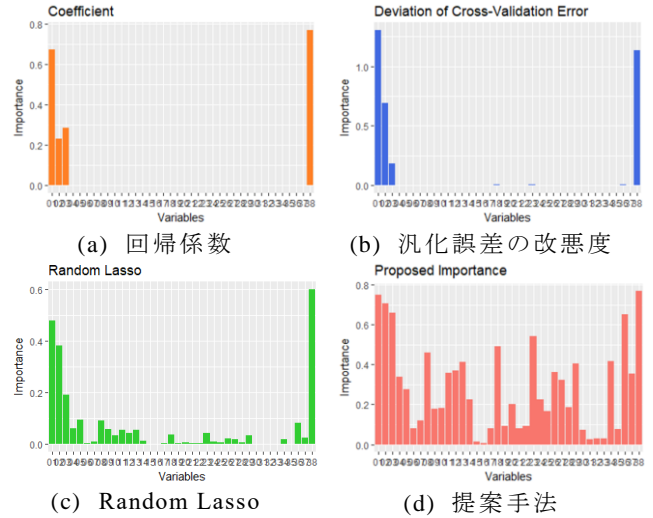 Coefficient
0.8
0.6
0.4
0.2
0.0
Importance
Variables
(a) 回帰係数
Deviation of Cross-Validation Error
1.0
0.5
0.0
Importance
Variables
(b) 汎化誤差の改悪度
Random Lasso
0.6
0.4
0.2
0.0
Importance
Variables
(c) Random Lasso
Proposed Importance
0.8
0.6
0.4
0.2
0.0
Importance
Variables
(d) 提案手法